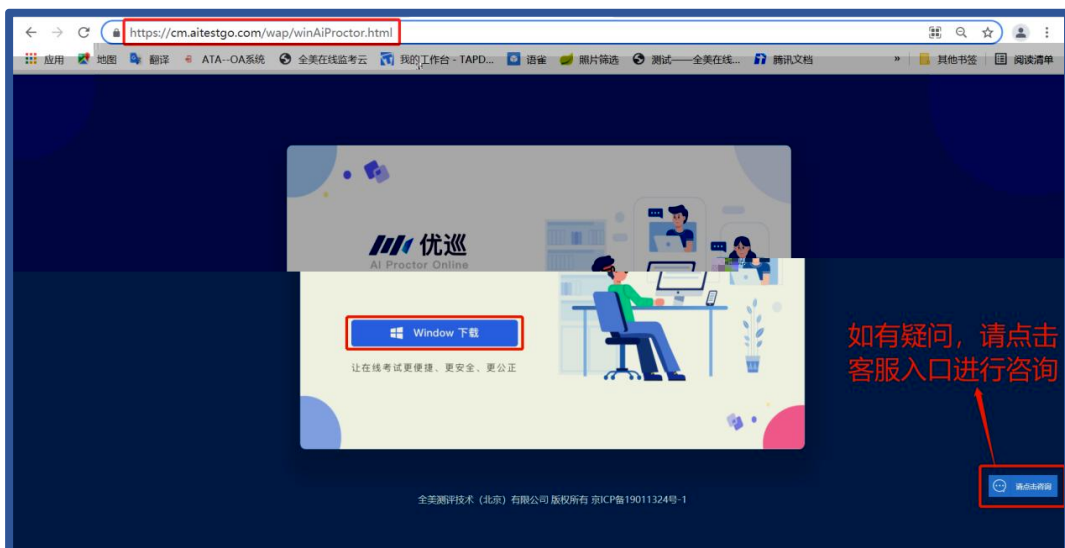 https://cm.aitestgo.com/wap/winAiProctor.html
应用 地图 翻译 ATA--OA系统 全美在线监考云 我的工作台 - TAPD... 语雀 照片筛选 测试——全美在线... 腾讯文档 » 其他书签 阅读清单
优巡
AI Proctor Online
Window 下载
让在线考试更便捷、更安全、更公正
如有疑问，请点击
客服入口进行咨询
请点击咨询
全美测评技术（北京）有限公司 版权所有 京ICP备19011324号-1